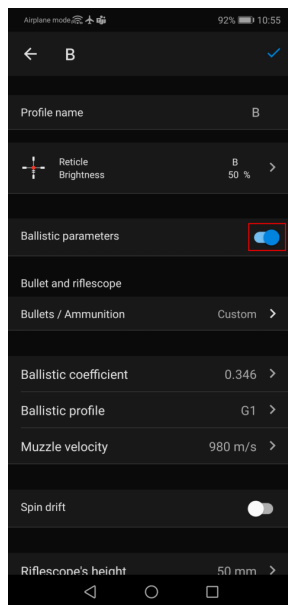 Airplane mode 92% 10:55
B
Profile name B
Reticle B
Brightness 50 %
Ballistic parameters
Bullet and riflescope
Bullets / Ammunition Custom
Ballistic coefficient 0.346
Ballistic profile G1
Muzzle velocity 980 m/s
Spin drift
Riflescope's height 50 mm